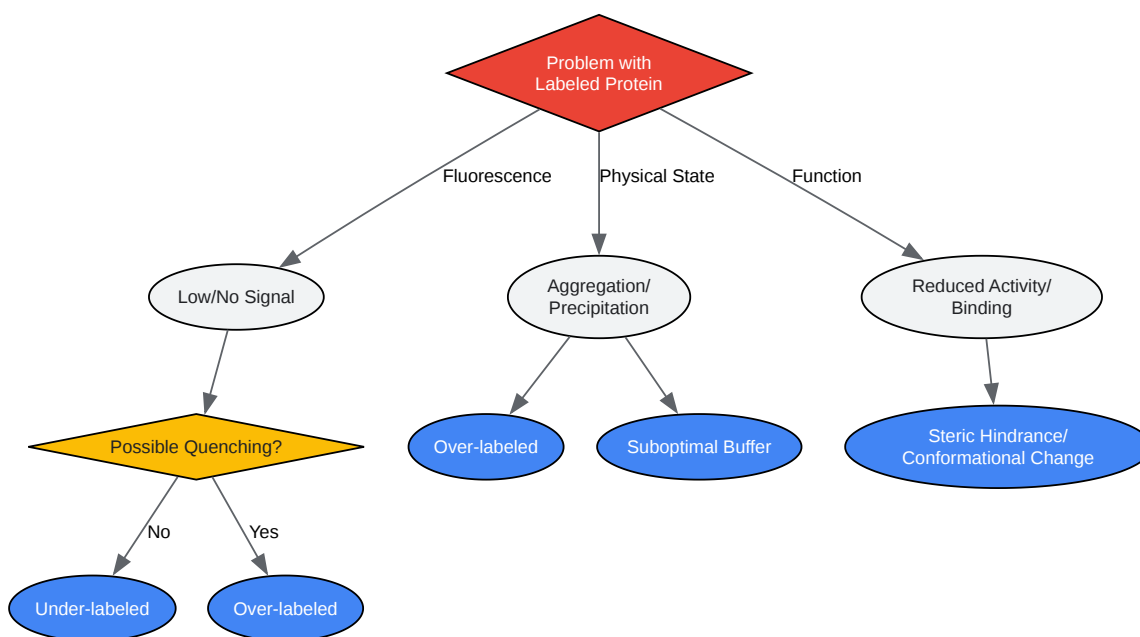 Problem with
Labeled Protein
Fluorescence
Physical State
Function
Low/No Signal
Aggregation/
Precipitation
Reduced Activity/
Binding
Possible Quenching?
Over-labeled
Suboptimal Buffer
Steric Hindrance/
Conformational Change
No
Yes
Under-labeled
Over-labeled